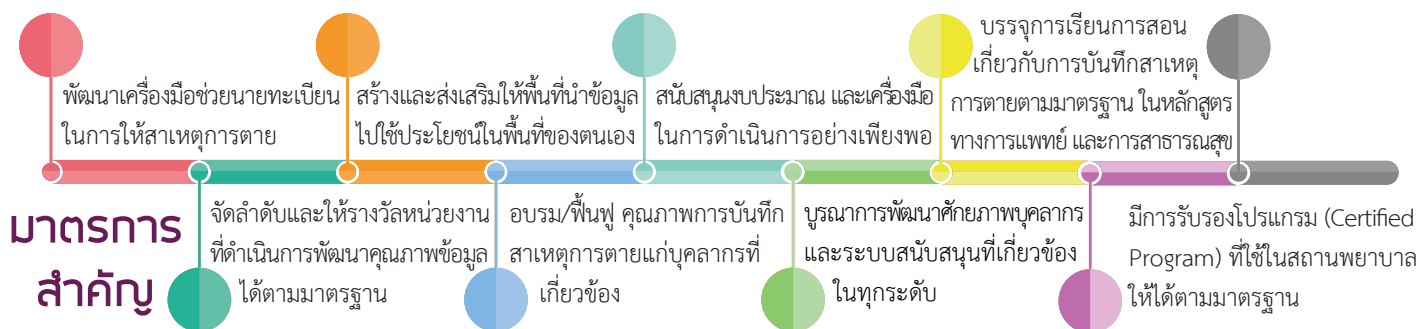 มาตรการ
สำคัญ
พัฒนาเครื่องมือช่วยนายทะเบียน
ในการให้สาเหตุการตาย
จัดลำดับและให้รางวัลหน่วยงาน
ที่ดำเนินการพัฒนาคุณภาพข้อมูล
ได้ตามมาตรฐาน
สร้างและส่งเสริมให้พื้นที่นำข้อมูล
ไปใช้ประโยชน์ในพื้นที่ของตนเอง
อบรม/ฟื้นฟู คุณภาพการบันทึก
สาเหตุการตายแก่บุคลากรที่
เกี่ยวข้อง
สนับสนุนงบประมาณ และเครื่องมือ
ในการดำเนินการอย่างเพียงพอ
บูรณาการพัฒนาศักยภาพบุคลากร
และระบบสนับสนุนที่เกี่ยวข้อง
ในทุกระดับ
บรรจุการเรียนการสอน
เกี่ยวกับการบันทึกสาเหตุ
การตายตามมาตรฐาน ในหลักสูตร
ทางการแพทย์ และการสาธารณสุข
มีการรับรองโปรแกรม (Certified
Program) ที่ใช้ในสถานพยาบาล
ให้ได้ตามมาตรฐาน